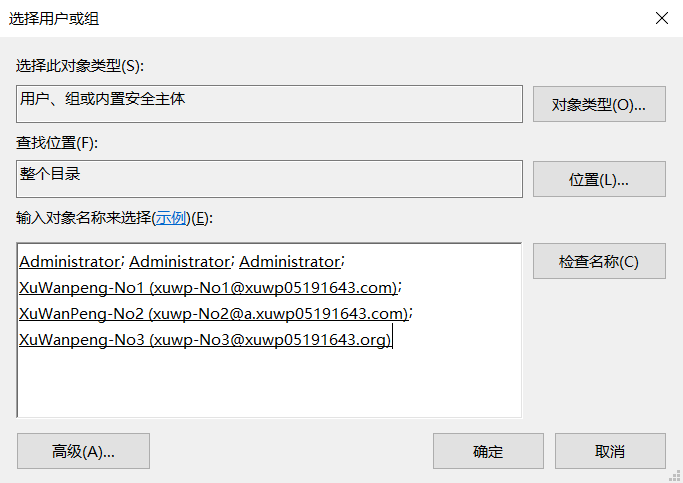 选择用户或组
选择此对象类型(S):
用户、组或内置安全主体
对象类型(O)...
查找位置(F):
整个目录
位置(L)...
输入对象名称来选择(示例)(E):
Administrator; Administrator; Administrator;
XuWanpeng-No1 (xuwp-No1@xuwp05191643.com);
XuWanPeng-No2 (xuwp-No2@a.xuwp05191643.com);
XuWanpeng-No3 (xuwp-No3@xuwp05191643.org)
检查名称(C)
高级(A)...
确定
取消